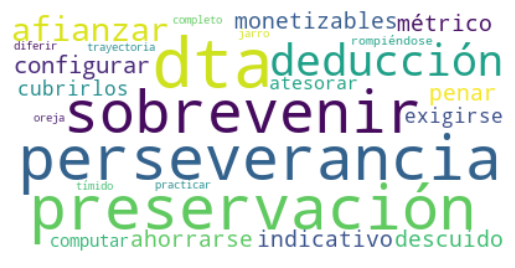 completo
afianzar monetizables métrico
jarro
diferir trayectoria dta rompiéndose
configurar deducción
cubrirlos atesorar penar
oreja sobrevenir exigirse
perseverancia
tímido practicar
preservación
computar ahorrarse indicativo descuido